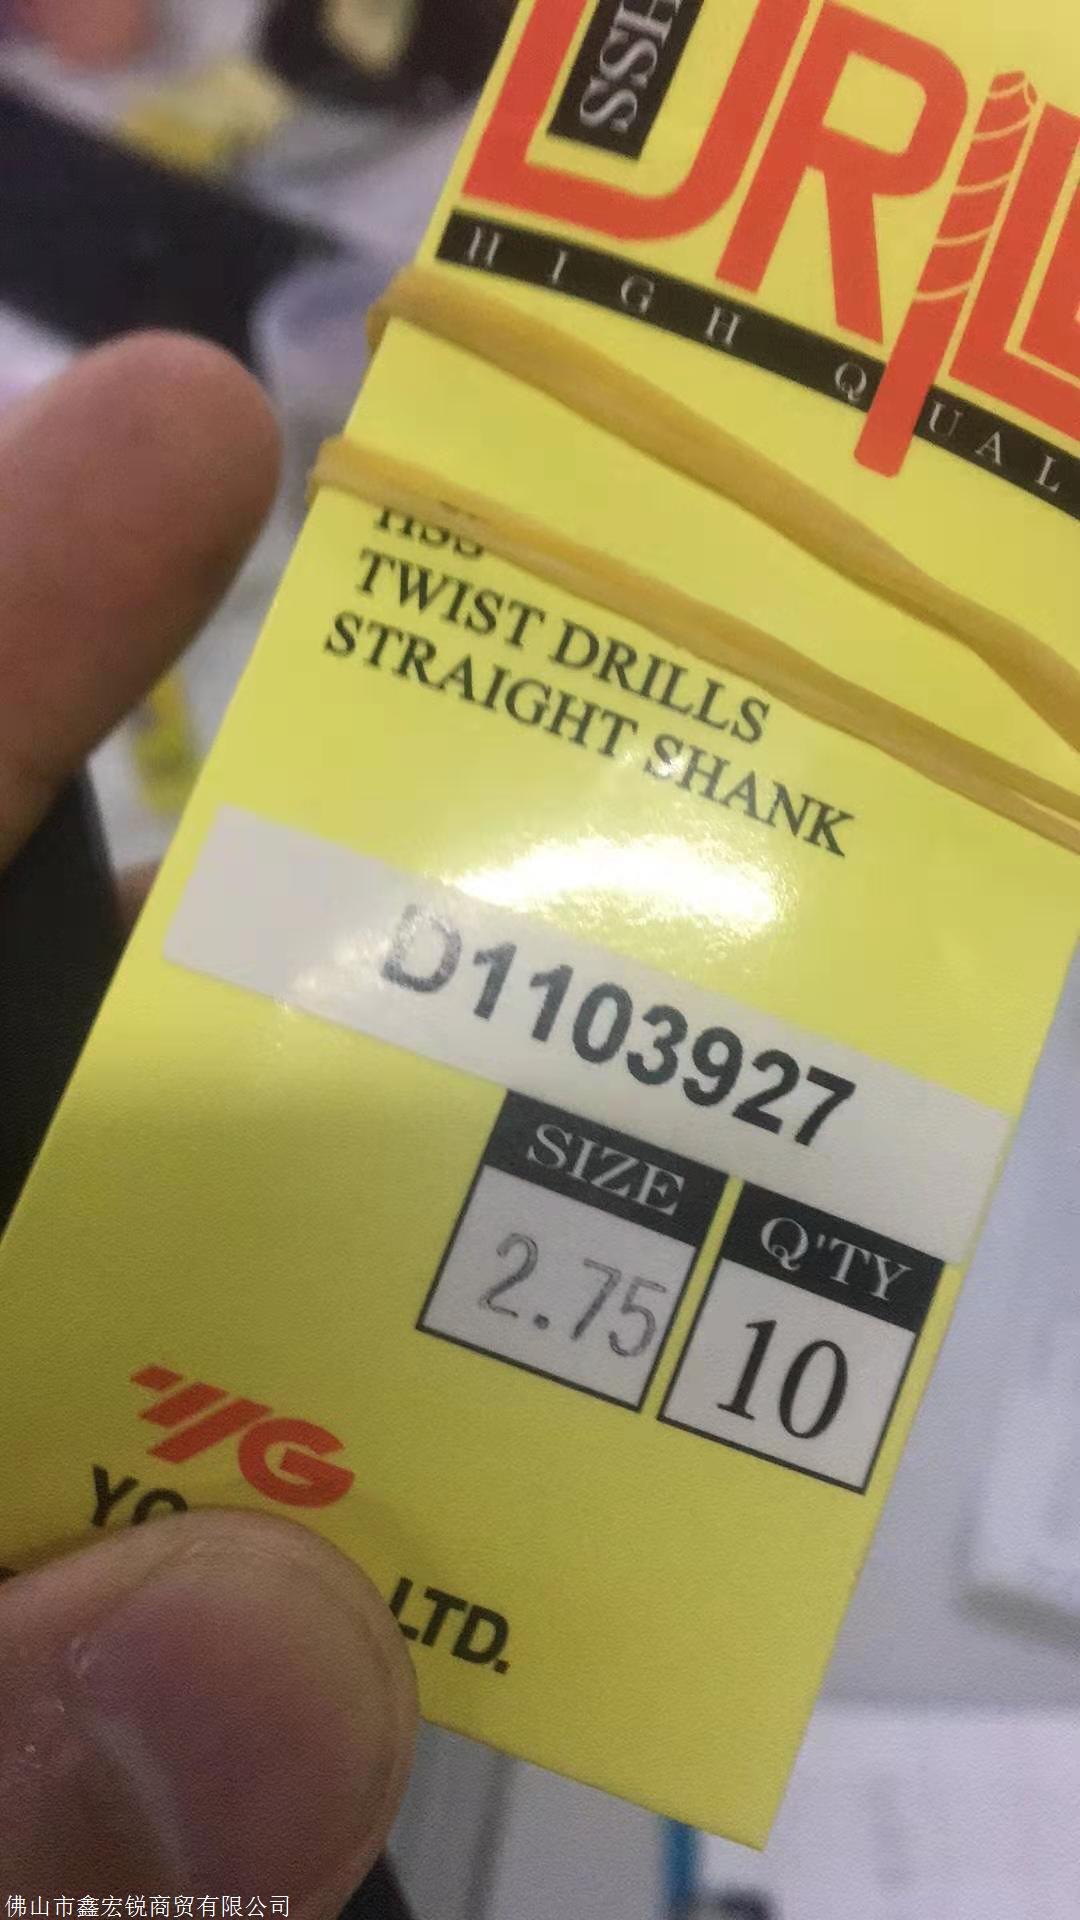 HSS
DRILL
HIGH QUAL
HSS
TWIST DRILLS
STRAIGHT SHANK
D1103927
SIZE
Q'TY
2.75
10
YG
LTD.
佛山市鑫宏锐商贸有限公司